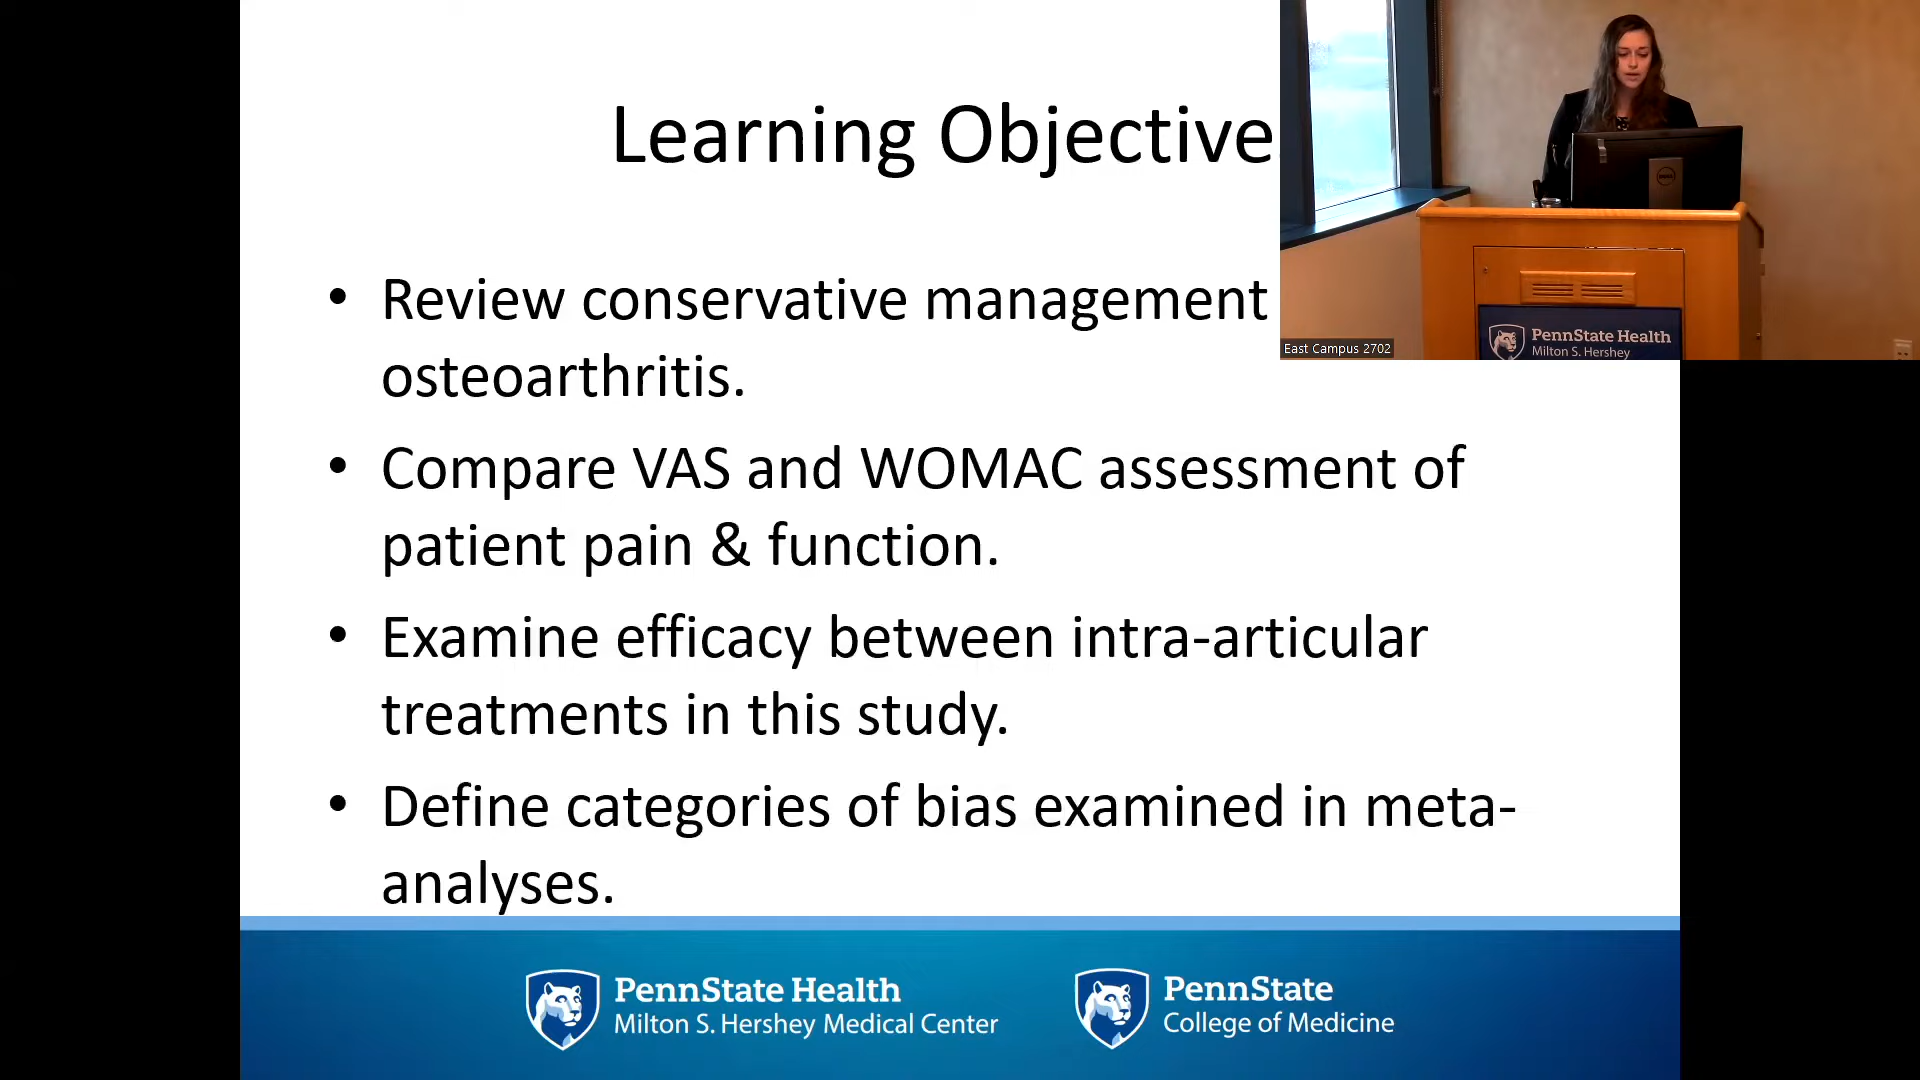 Learning Objective
• Review conservative management
osteoarthritis.
• Compare VAS and WOMAC assessment of
patient pain & function.
• Examine efficacy between intra-articular
treatments in this study.
• Define categories of bias examined in meta-
analyses.
PennState Health
Milton S. Hershey Medical Center
PennState
College of Medicine
DELL
PennState Health
Milton S. Hershey
East Campus 2702